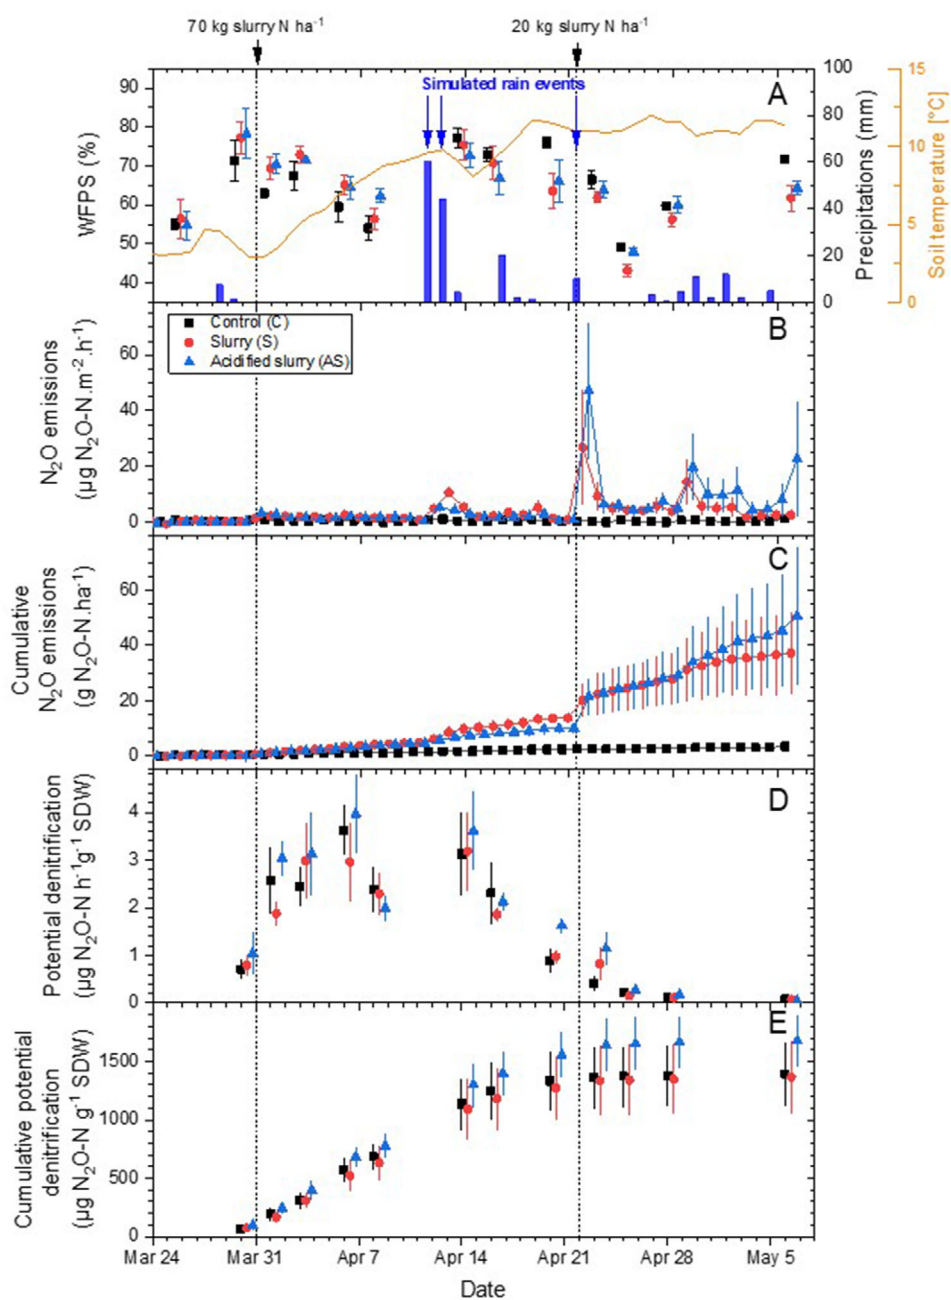 70 kg slurry N ha⁻¹
20 kg slurry N ha⁻¹
Simulated rain events
A
WFPS (%)
90
80
70
60
50
40
Precipitations (mm)
100
80
60
40
20
0
Soil temperature [°C]
15
10
5
0
B
Control (C)
Slurry (S)
Acidified slurry (AS)
N₂O emissions
(µg N₂O-N.m⁻².h⁻¹)
60
40
20
0
C
Cumulative
N₂O emissions
(g N₂O-N.ha⁻¹)
60
40
20
0
D
Potential denitrification
(µg N₂O-N h⁻¹g⁻¹ SDW)
4
3
2
1
0
E
Cumulative potential
denitrification
(µg N₂O-N g⁻¹ SDW)
1500
1000
500
0
Mar 24
Mar 31
Apr 7
Apr 14
Apr 21
Apr 28
May 5
Date